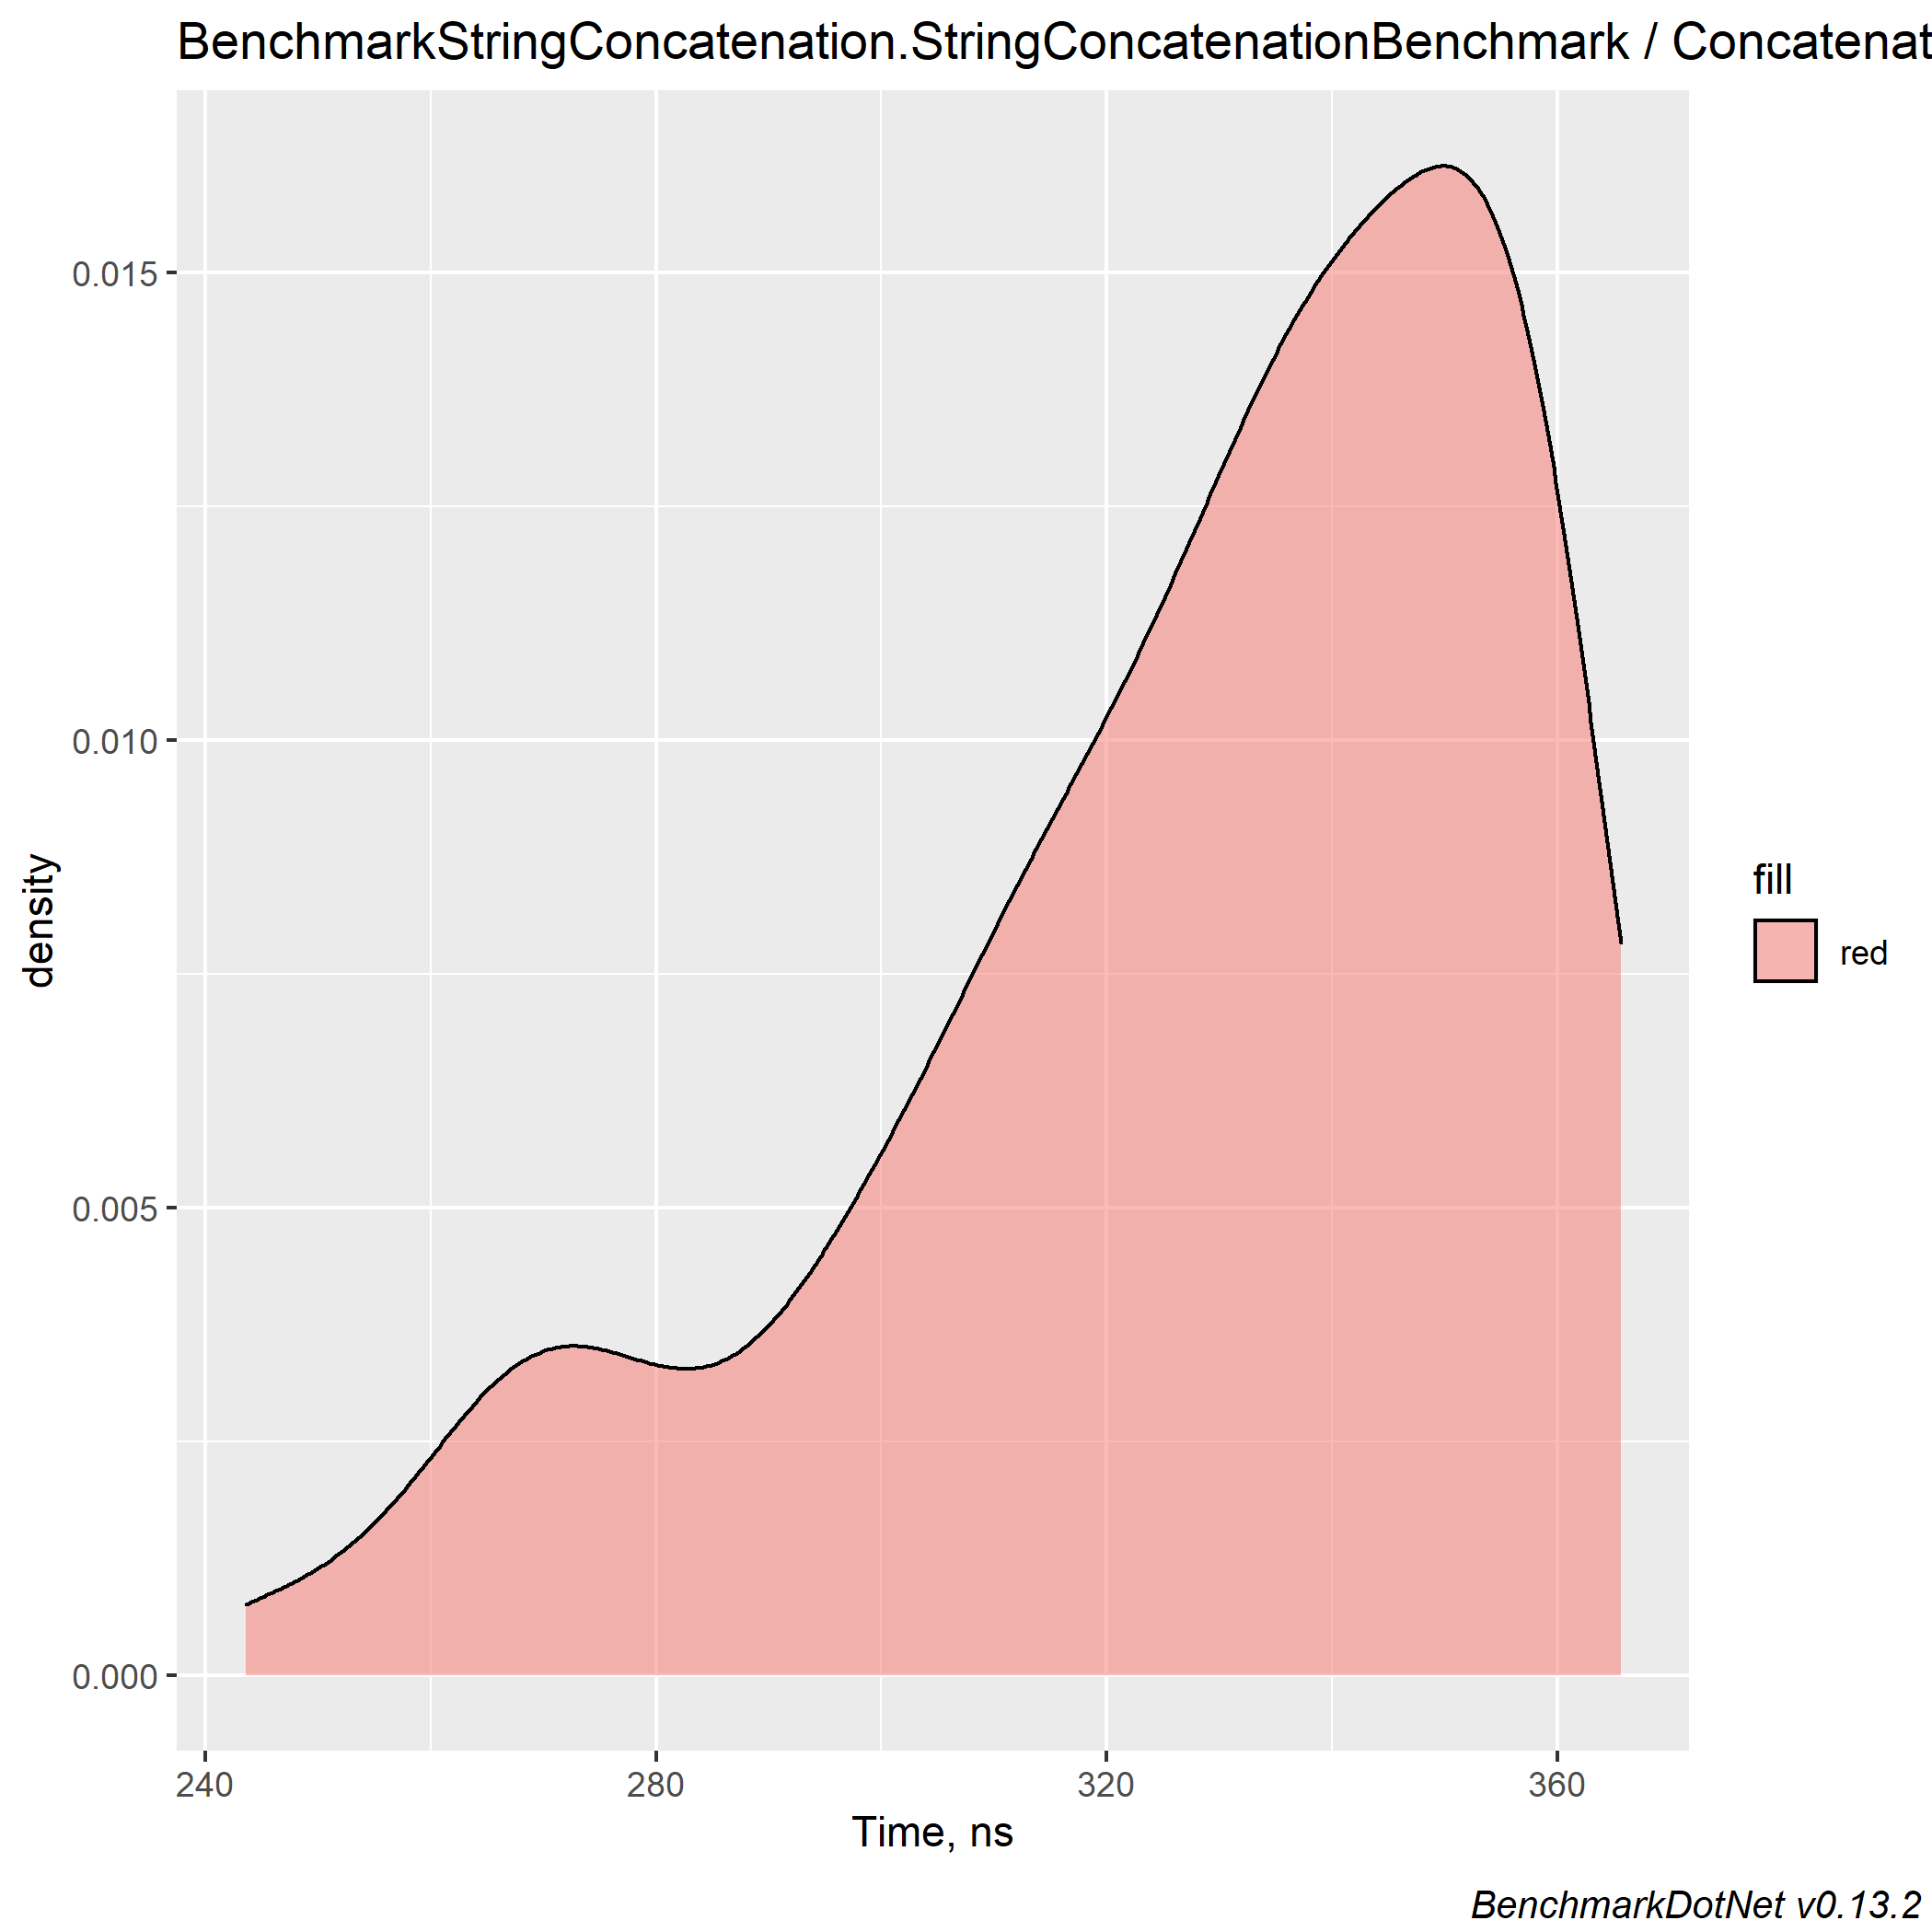 BenchmarkStringConcatenation.StringConcatenationBenchmark / Concatenat
0.015
0.010
0.005
0.000
density
240 280 320 360
Time, ns
fill
red
BenchmarkDotNet v0.13.2